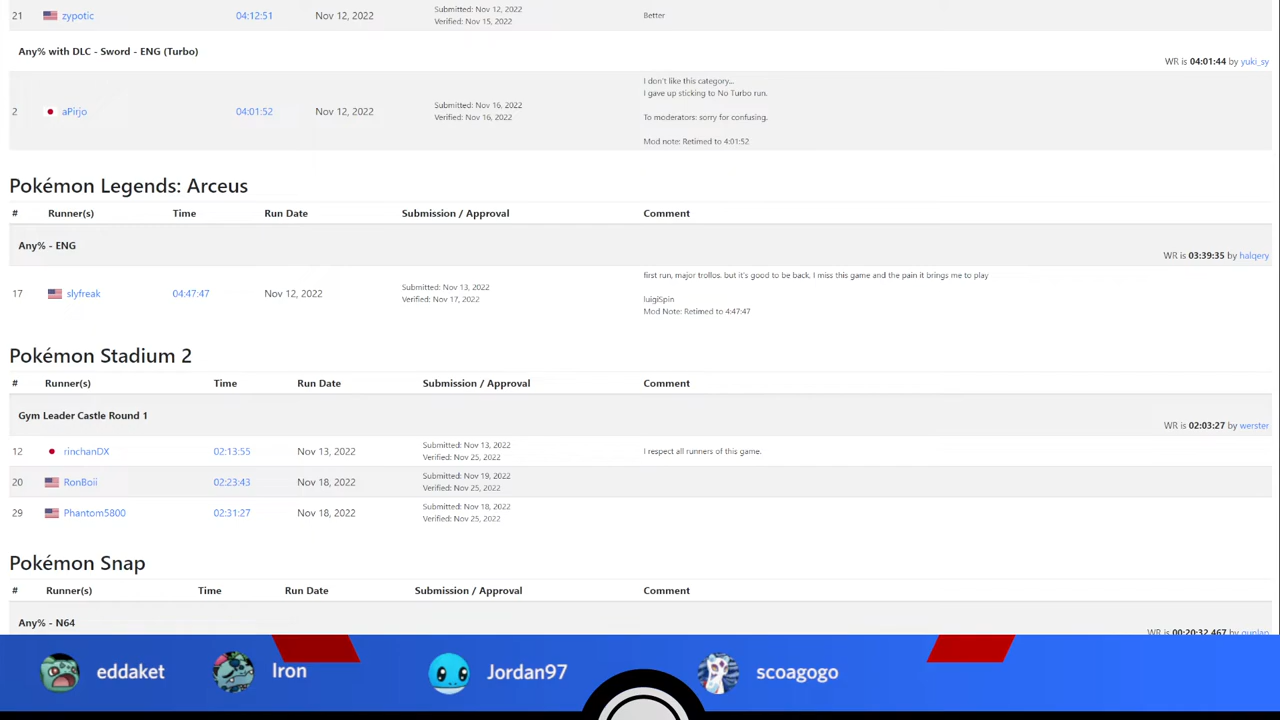 21 zypotic 04:12:51 Nov 12, 2022 Submitted: Nov 12, 2022 Better
Verified: Nov 15, 2022
Any% with DLC - Sword - ENG (Turbo)
WR is 04:01:44 by yuki_sy
I don't like this category...
I gave up sticking to No Turbo run.
2 aPirjo 04:01:52 Nov 12, 2022 Submitted: Nov 16, 2022
Verified: Nov 16, 2022
To moderators: sorry for confusing.
Mod note: Retimed to 4:01:52
Pokémon Legends: Arceus
# Runner(s) Time Run Date Submission / Approval Comment
Any% - ENG
WR is 03:39:35 by halqery
first run, major trollos. but it's good to be back, I miss this game and the pain it brings me to play
17 slyfreak 04:47:47 Nov 12, 2022 Submitted: Nov 13, 2022
Verified: Nov 17, 2022
luigiSpin
Mod Note: Retimed to 4:47:47
Pokémon Stadium 2
# Runner(s) Time Run Date Submission / Approval Comment
Gym Leader Castle Round 1
WR is 02:03:27 by werster
12 rinchanDX 02:13:55 Nov 13, 2022 Submitted: Nov 13, 2022 I respect all runners of this game.
Verified: Nov 25, 2022
20 RonBoii 02:23:43 Nov 18, 2022 Submitted: Nov 19, 2022
Verified: Nov 25, 2022
29 Phantom5800 02:31:27 Nov 18, 2022 Submitted: Nov 18, 2022
Verified: Nov 25, 2022
Pokémon Snap
# Runner(s) Time Run Date Submission / Approval Comment
Any% - N64
WR is 00:20:32.467 by
eddaket Iron Jordan97 scoagogo